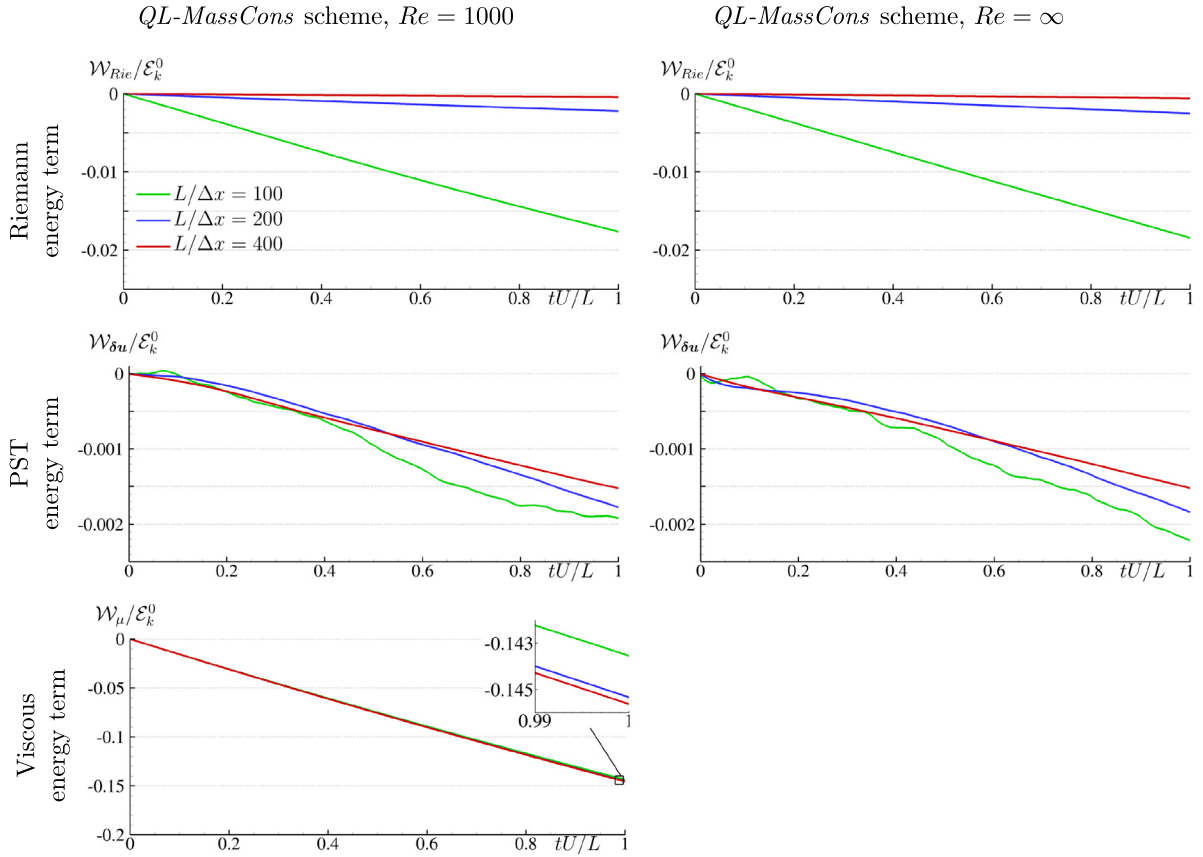 QL-MassCons scheme, Re = 1000
QL-MassCons scheme, Re = ∞
Riemann
energy term
𝒲_Rie/ℰ_k^0
0
-0.01
-0.02
L/Δx = 100
L/Δx = 200
L/Δx = 400
0 0.2 0.4 0.6 0.8 tU/L 1
𝒲_Rie/ℰ_k^0
0
-0.01
-0.02
0 0.2 0.4 0.6 0.8 tU/L 1
PST
energy term
𝒲_δu/ℰ_k^0
0
-0.001
-0.002
0 0.2 0.4 0.6 0.8 tU/L 1
𝒲_δu/ℰ_k^0
0
-0.001
-0.002
0 0.2 0.4 0.6 0.8 tU/L 1
Viscous
energy term
𝒲_μ/ℰ_k^0
0
-0.05
-0.1
-0.15
-0.2
-0.143
-0.145
0.99 1
0 0.2 0.4 0.6 0.8 tU/L 1